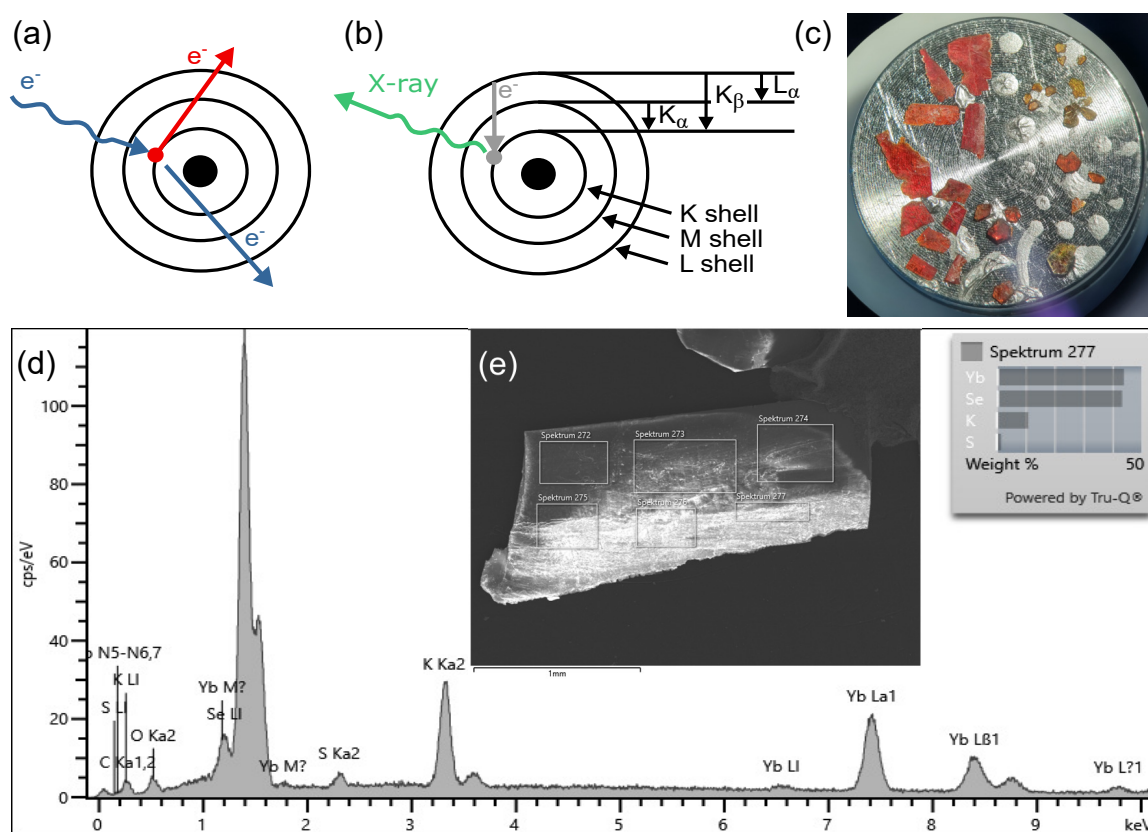 (a)
e-
e-
e-
(b)
X-ray
e-
Kα
Kβ
Lα
K shell
M shell
L shell
(c)
(d)
cps/eV
100
80
60
40
20
0
N5-N6,7
K Ll
S Ll
C Ka1,2
O Ka2
Yb M?
Se Ll
Yb M?
S Ka2
K Ka2
Yb Ll
Yb La1
Yb Lß1
Yb L?1
0
1
2
3
4
5
6
7
8
9
keV
(e)
Spektrum 272
Spektrum 273
Spektrum 274
Spektrum 275
Spektrum 277
1mm
Spektrum 277
Yb
Se
K
S
Weight %
50
Powered by Tru-Q®